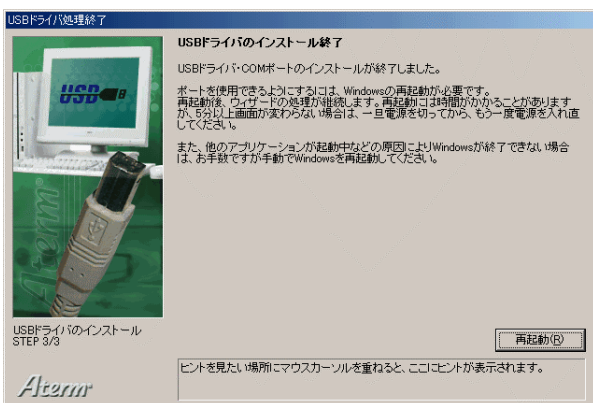 USBドライバ処理終了
USBドライバのインストール終了
USBドライバ・COMポートのインストールが終了しました。
ポートを使用できるようにするには、Windowsの再起動が必要です。
再起動後、ウィザードの処理が継続します。再起動には時間がかかることがあります
が、5分以上画面が変わらない場合は、一旦電源を切ってから、もう一度電源を入れ直
してください。
また、他のアプリケーションが起動中などの原因によりWindowsが終了できない場合
は、お手数ですが手動でWindowsを再起動してください。
USB
Aterm
USBドライバのインストール
STEP 3/3
再起動(R)
ヒントを見たい場所にマウスカーソルを重ねると、ここにヒントが表示されます。
Aterm